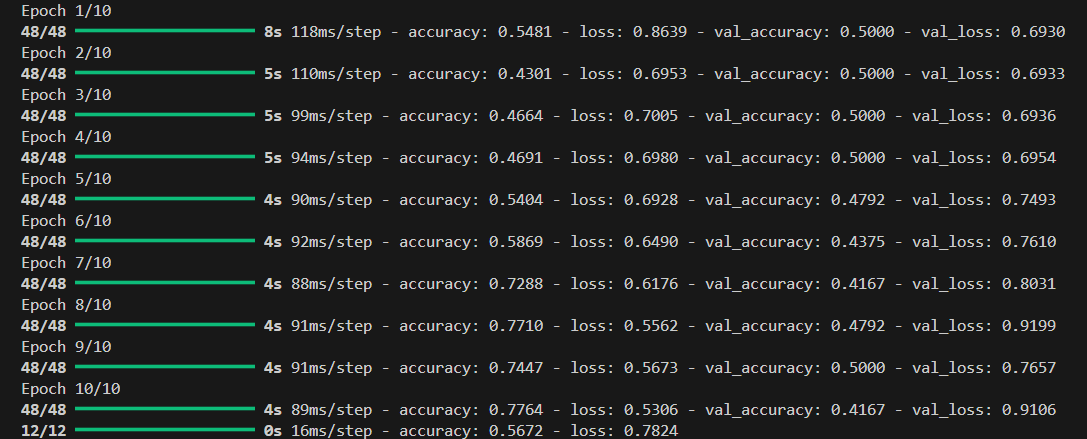 Epoch 1/10
48/48 8s 118ms/step - accuracy: 0.5481 - loss: 0.8639 - val_accuracy: 0.5000 - val_loss: 0.6930
Epoch 2/10
48/48 5s 110ms/step - accuracy: 0.4301 - loss: 0.6953 - val_accuracy: 0.5000 - val_loss: 0.6933
Epoch 3/10
48/48 5s 99ms/step - accuracy: 0.4664 - loss: 0.7005 - val_accuracy: 0.5000 - val_loss: 0.6936
Epoch 4/10
48/48 5s 94ms/step - accuracy: 0.4691 - loss: 0.6980 - val_accuracy: 0.5000 - val_loss: 0.6954
Epoch 5/10
48/48 4s 90ms/step - accuracy: 0.5404 - loss: 0.6928 - val_accuracy: 0.4792 - val_loss: 0.7493
Epoch 6/10
48/48 4s 92ms/step - accuracy: 0.5869 - loss: 0.6490 - val_accuracy: 0.4375 - val_loss: 0.7610
Epoch 7/10
48/48 4s 88ms/step - accuracy: 0.7288 - loss: 0.6176 - val_accuracy: 0.4167 - val_loss: 0.8031
Epoch 8/10
48/48 4s 91ms/step - accuracy: 0.7710 - loss: 0.5562 - val_accuracy: 0.4792 - val_loss: 0.9199
Epoch 9/10
48/48 4s 91ms/step - accuracy: 0.7447 - loss: 0.5673 - val_accuracy: 0.5000 - val_loss: 0.7657
Epoch 10/10
48/48 4s 89ms/step - accuracy: 0.7764 - loss: 0.5306 - val_accuracy: 0.4167 - val_loss: 0.9106
12/12 0s 16ms/step - accuracy: 0.5672 - loss: 0.7824